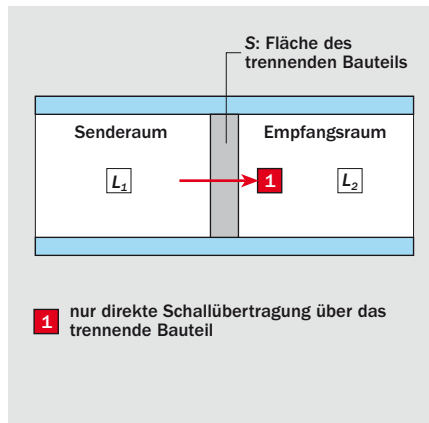 S: Fläche des
trennenden Bauteils
Senderaum
Empfangsraum
L1
1
L2
1
nur direkte Schallübertragung über das
trennende Bauteil